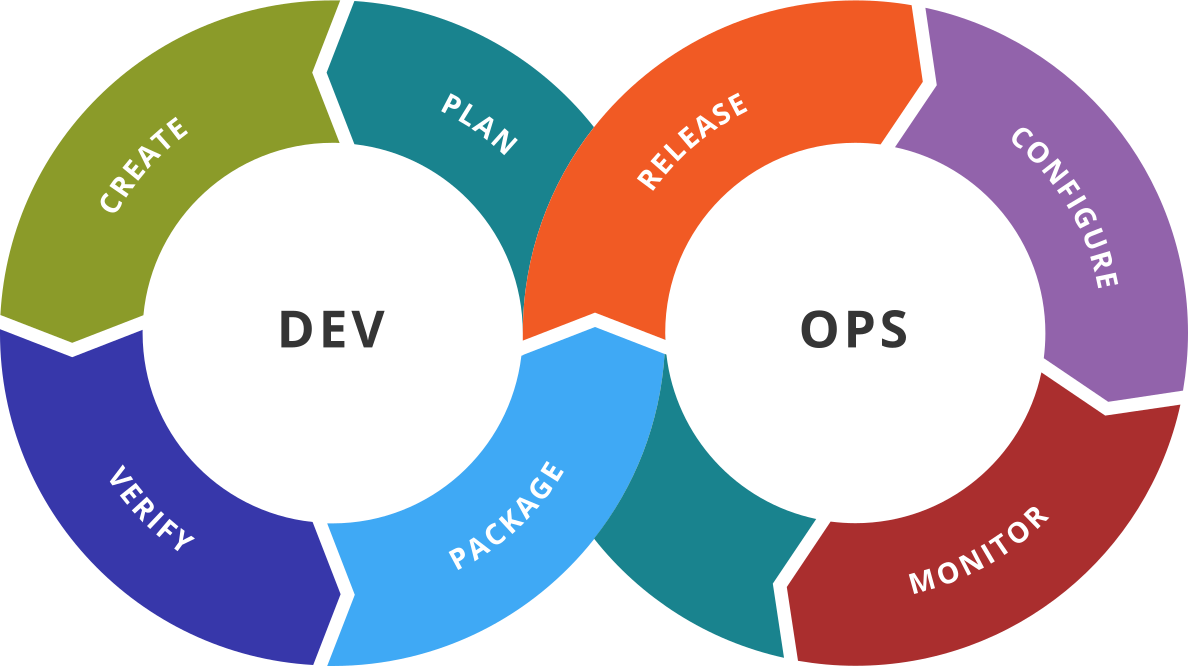 PLAN
CREATE
VERIFY
PACKAGE
RELEASE
CONFIGURE
MONITOR
DEV
OPS